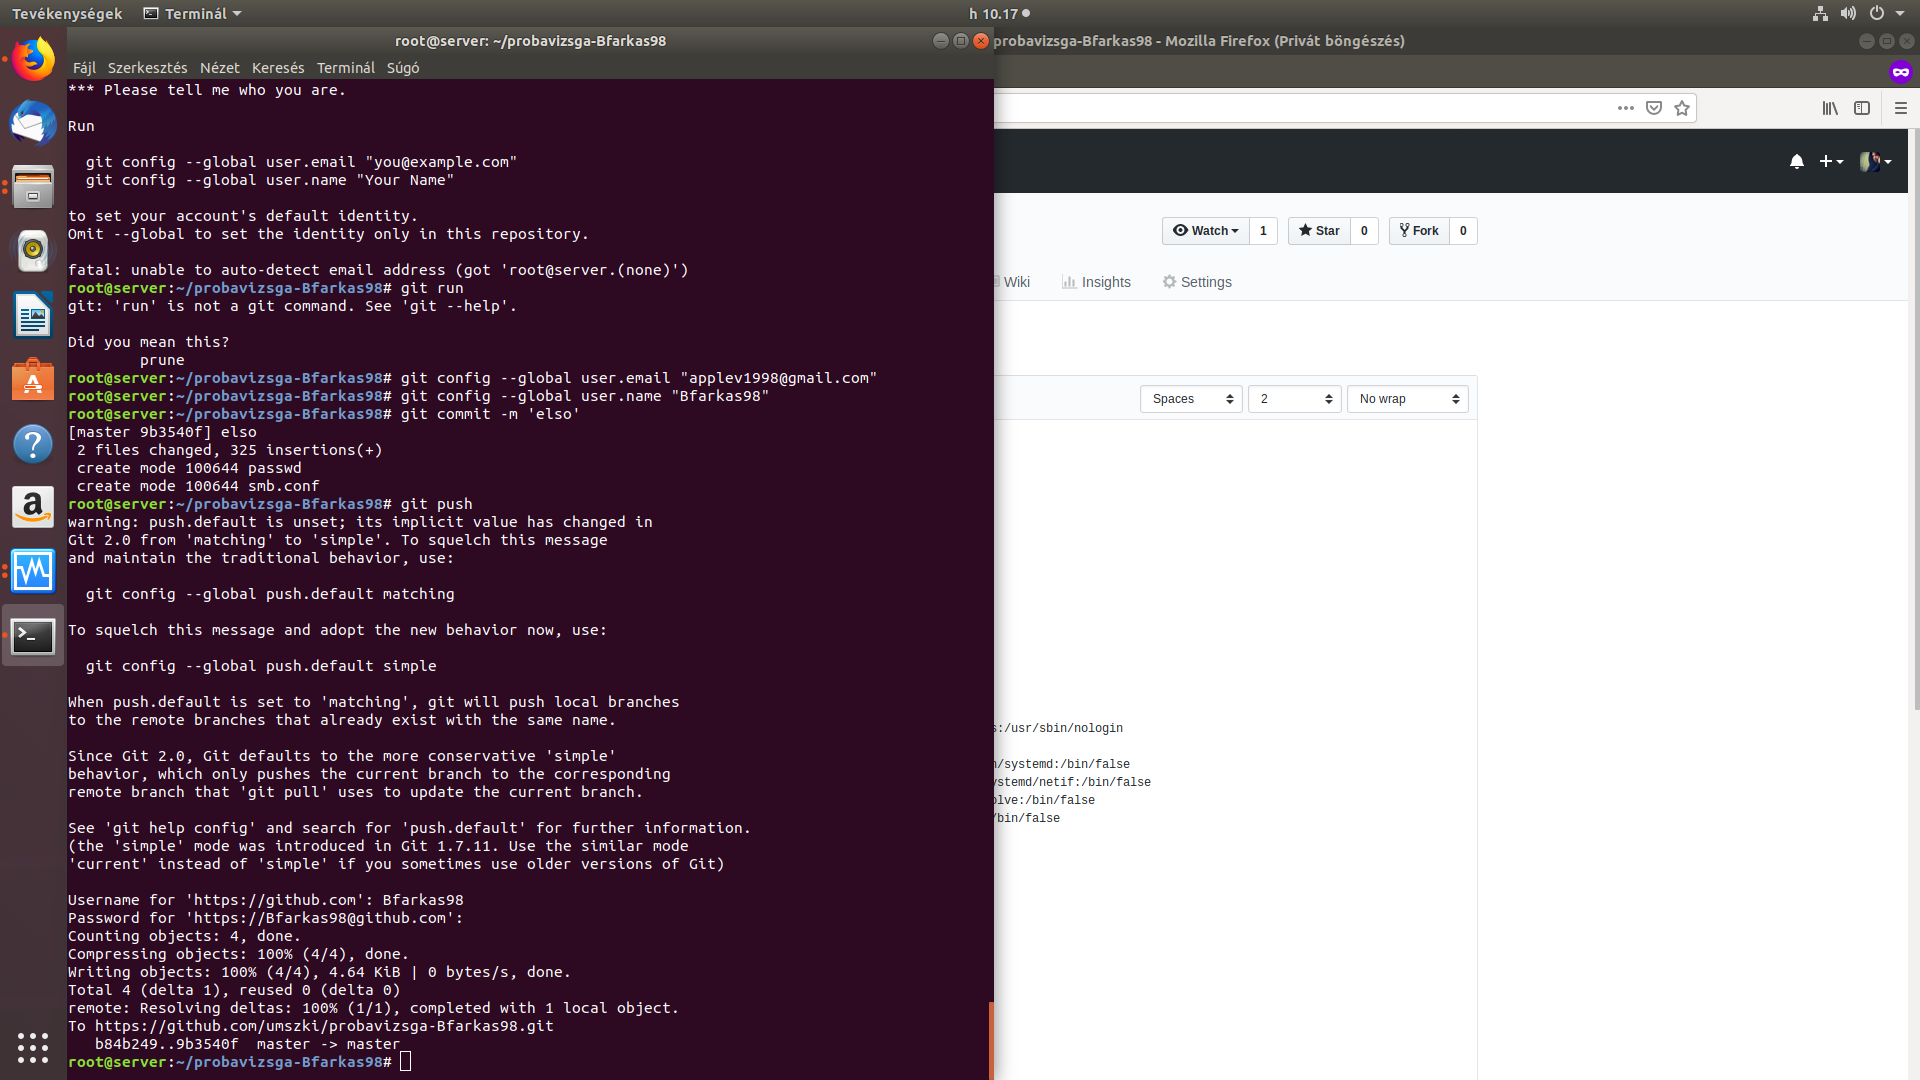 Tevékenységek
Terminál
h 10.17
root@server: ~/probavizsga-Bfarkas98
Fájl Szerkesztés Nézet Keresés Terminál Súgó
*** Please tell me who you are.
Run
git config --global user.email "you@example.com"
git config --global user.name "Your Name"
to set your account's default identity.
Omit --global to set the identity only in this repository.
fatal: unable to auto-detect email address (got 'root@server.(none)')
root@server:~/probavizsga-Bfarkas98# git run
git: 'run' is not a git command. See 'git --help'.
Did you mean this?
prune
root@server:~/probavizsga-Bfarkas98# git config --global user.email "applev1998@gmail.com"
root@server:~/probavizsga-Bfarkas98# git config --global user.name "Bfarkas98"
root@server:~/probavizsga-Bfarkas98# git commit -m 'elso'
[master 9b3540f] elso
2 files changed, 325 insertions(+)
create mode 100644 passwd
create mode 100644 smb.conf
root@server:~/probavizsga-Bfarkas98# git push
warning: push.default is unset; its implicit value has changed in
Git 2.0 from 'matching' to 'simple'. To squelch this message
and maintain the traditional behavior, use:
git config --global push.default matching
To squelch this message and adopt the new behavior now, use:
git config --global push.default simple
When push.default is set to 'matching', git will push local branches
to the remote branches that already exist with the same name.
Since Git 2.0, Git defaults to the more conservative 'simple'
behavior, which only pushes the current branch to the corresponding
remote branch that 'git pull' uses to update the current branch.
See 'git help config' and search for 'push.default' for further information.
(the 'simple' mode was introduced in Git 1.7.11. Use the similar mode
'current' instead of 'simple' if you sometimes use older versions of Git)
Username for 'https://github.com': Bfarkas98
Password for 'https://Bfarkas98@github.com':
Counting objects: 4, done.
Compressing objects: 100% (4/4), done.
Writing objects: 100% (4/4), 4.64 KiB | 0 bytes/s, done.
Total 4 (delta 1), reused 0 (delta 0)
remote: Resolving deltas: 100% (1/1), completed with 1 local object.
To https://github.com/umszki/probavizsga-Bfarkas98.git
b84b249..9b3540f  master -> master
root@server:~/probavizsga-Bfarkas98#
probavizsga-Bfarkas98 - Mozilla Firefox (Privát böngészés)
Watch 1 Star 0 Fork 0
Wiki Insights Settings
Spaces 2 No wrap
s:/usr/sbin/nologin
n/systemd:/bin/false
ystemd/netif:/bin/false
olve:/bin/false
/bin/false